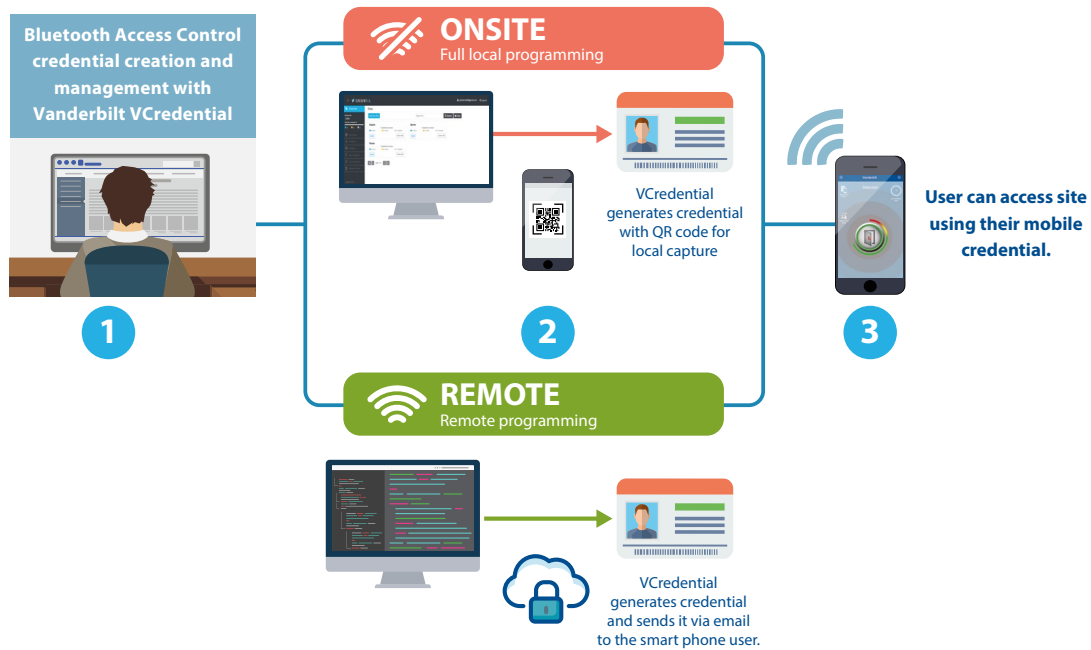 Bluetooth Access Control
credential creation and
management with
Vanderbilt VCredential
1
ONSITE
Full local programming
VCredential
generates credential
with QR code for
local capture
2
REMOTE
Remote programming
VCredential
generates credential
and sends it via email
to the smart phone user.
User can access site
using their mobile
credential.
3